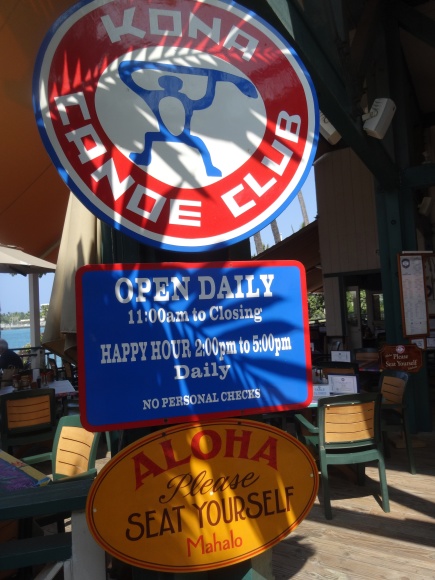 KONA
CANOE CLUB
OPEN DAILY
11:00am to Closing
HAPPY HOUR 2:00pm to 5:00pm
Daily
NO PERSONAL CHECKS
ALOHA
Please
SEAT YOURSELF
Mahalo
Please
Seat Yourself